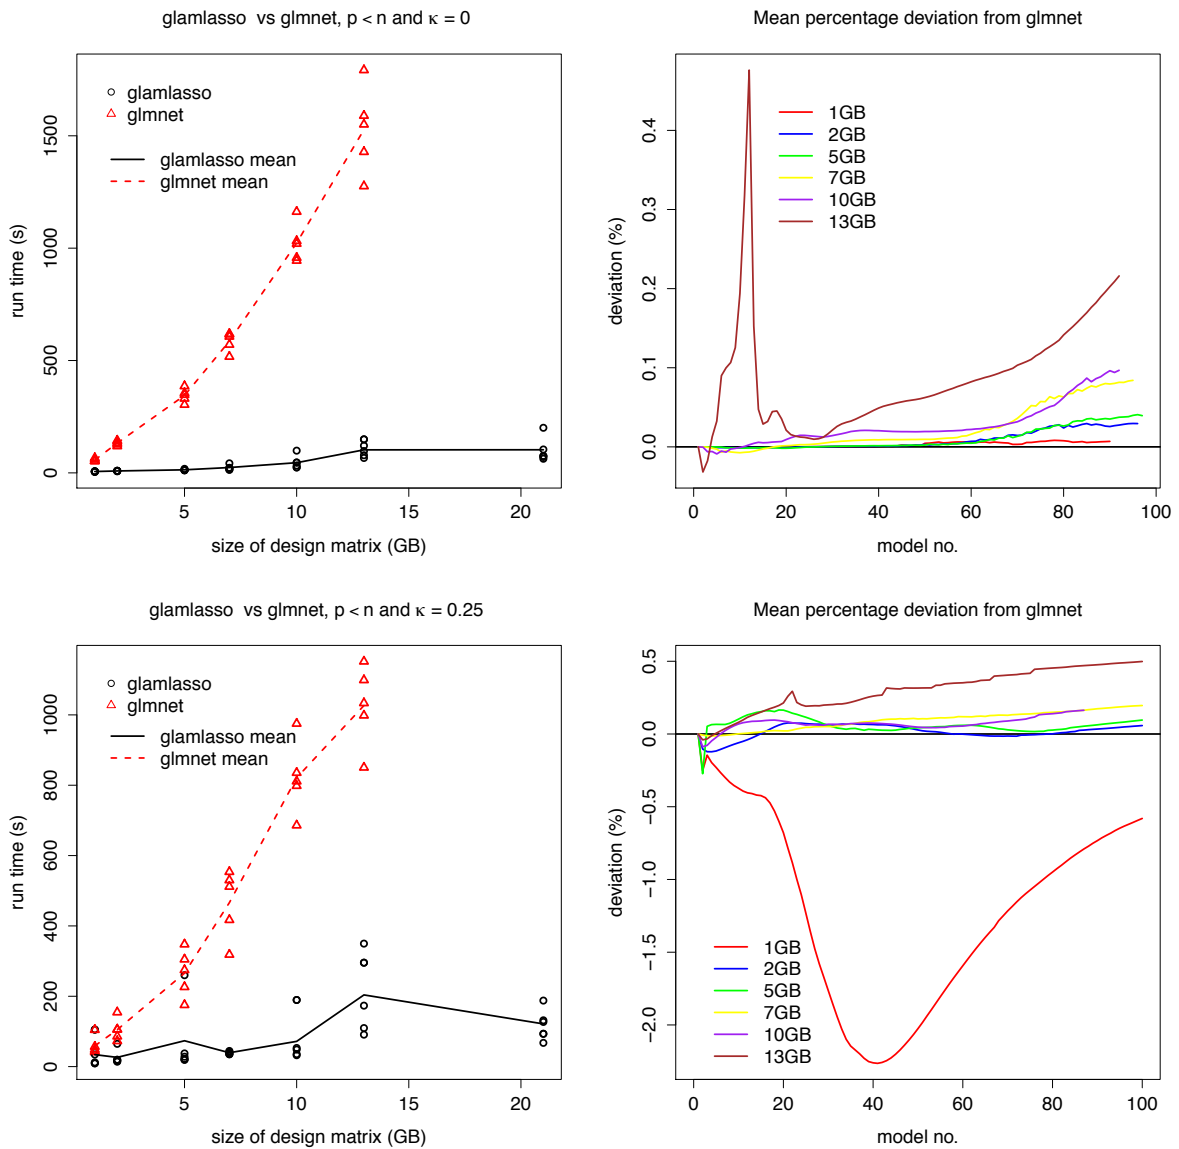 glamlasso vs glmnet, p < n and κ = 0
glamlasso
glmnet
glamlasso mean
glmnet mean
run time (s)
0
500
1000
1500
5
10
15
20
size of design matrix (GB)
Mean percentage deviation from glmnet
1GB
2GB
5GB
7GB
10GB
13GB
deviation (%)
0.0
0.1
0.2
0.3
0.4
0
20
40
60
80
100
model no.
glamlasso vs glmnet, p < n and κ = 0.25
glamlasso
glmnet
glamlasso mean
glmnet mean
run time (s)
0
200
400
600
800
1000
5
10
15
20
size of design matrix (GB)
Mean percentage deviation from glmnet
deviation (%)
−2.0
−1.5
−1.0
−0.5
0.0
0.5
1GB
2GB
5GB
7GB
10GB
13GB
0
20
40
60
80
100
model no.